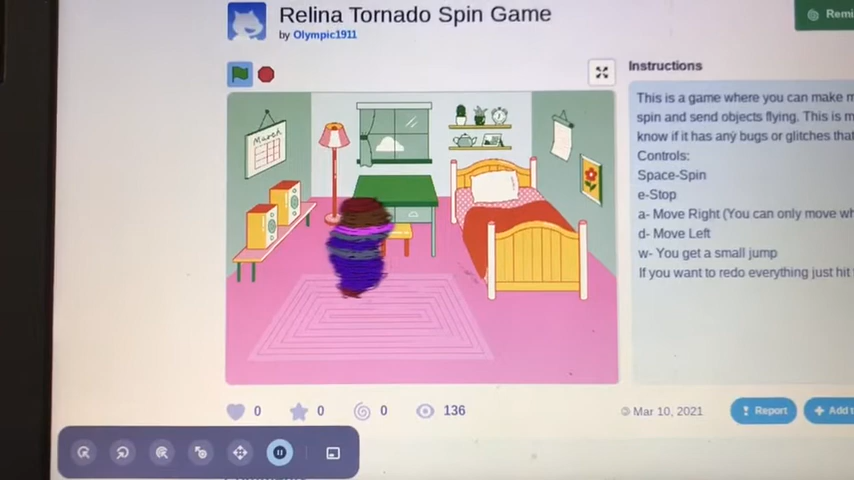 Relina Tornado Spin Game
by Olympic1911
Instructions
This is a game where you can make
spin and send objects flying. This is
know if it has any bugs or glitches
Controls:
Space-Spin
e-Stop
a- Move Right (You can only move
d- Move Left
w- You get a small jump
If you want to redo everything just hit
March
0
0
0
136
Mar 10, 2021
Report
Add